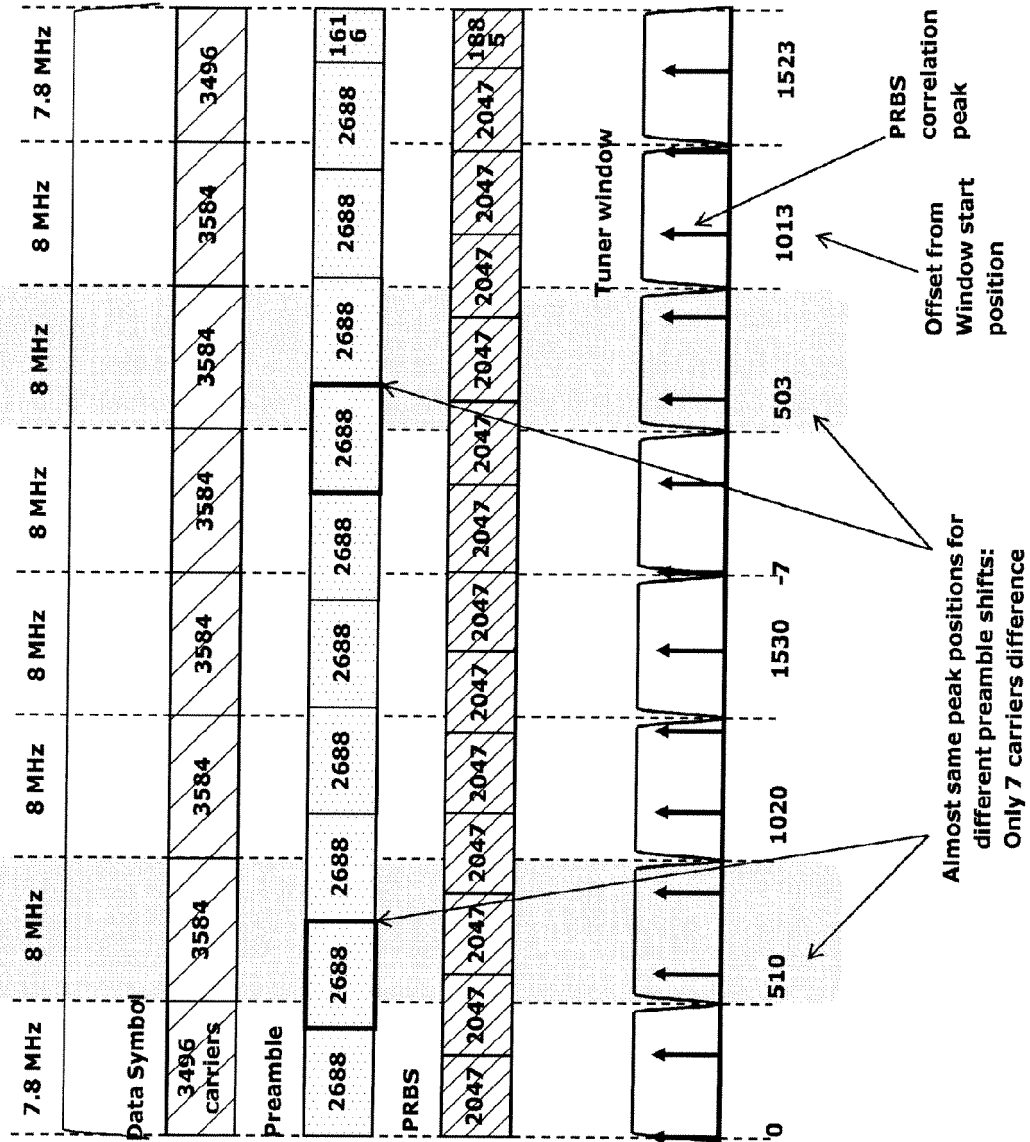 7.8 MHz 8 MHz 8 MHz 8 MHz 8 MHz 8 MHz 8 MHz 7.8 MHz
Data Symbol
3496 3584 3584 3584 3584 3584 3584 3496
carriers
Preamble
2688 2688 2688 2688 2688 2688 2688 2688 2688 2688 161
6
PRBS
2047 2047 2047 2047 2047 2047 2047 2047 2047 2047 2047 2047 2047 188
5
Tuner window
0 510 1020 1530 -7 503 1013 1523
Almost same peak positions for
different preamble shifts:
Only 7 carriers difference
Offset from
Window start
position
PRBS
correlation
peak